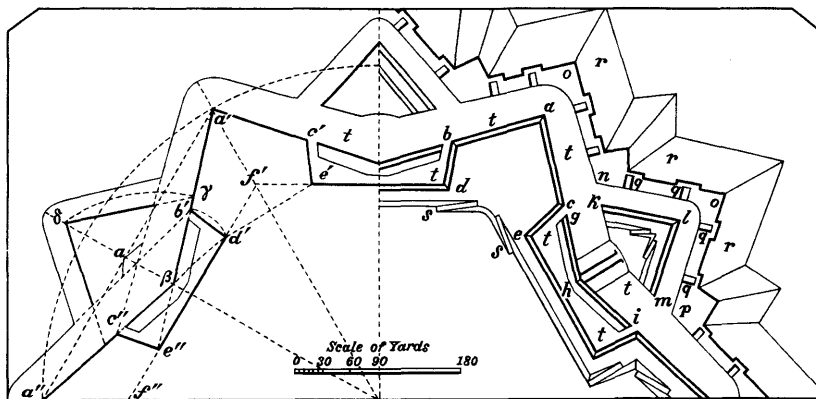 r
o
r
a' c' t b t a
t
f' e' t d n q q o
δ γ b' d' s s e c g k l r
a t q
β h t
c'' e'' t i m q p
Scale of Yards
0 30 60 90 180
a'' f''